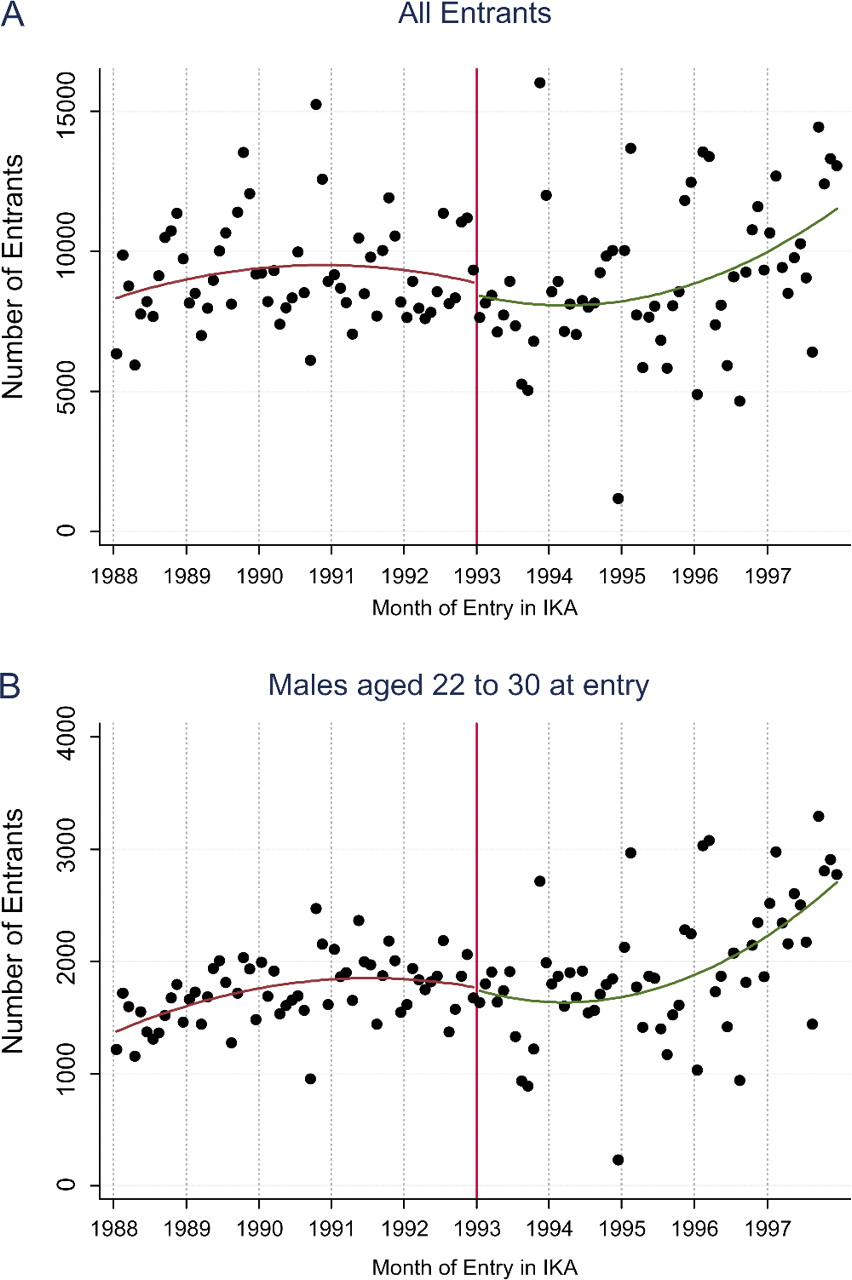 A
All Entrants
Number of Entrants
15000
10000
5000
0
1988 1989 1990 1991 1992 1993 1994 1995 1996 1997
Month of Entry in IKA
B
Males aged 22 to 30 at entry
Number of Entrants
4000
3000
2000
1000
0
1988 1989 1990 1991 1992 1993 1994 1995 1996 1997
Month of Entry in IKA